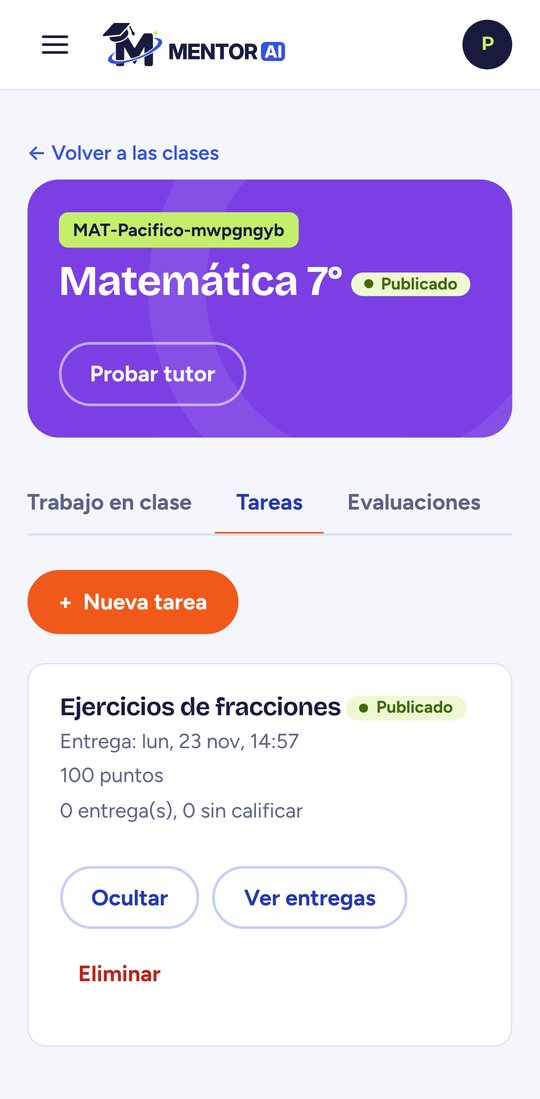 MENTOR AI
P
← Volver a las clases
MAT-Pacifico-mwpgngyb
Matemática 7° Publicado
Probar tutor
Trabajo en clase Tareas Evaluaciones
+ Nueva tarea
Ejercicios de fracciones Publicado
Entrega: lun, 23 nov, 14:57
100 puntos
0 entrega(s), 0 sin calificar
Ocultar Ver entregas
Eliminar